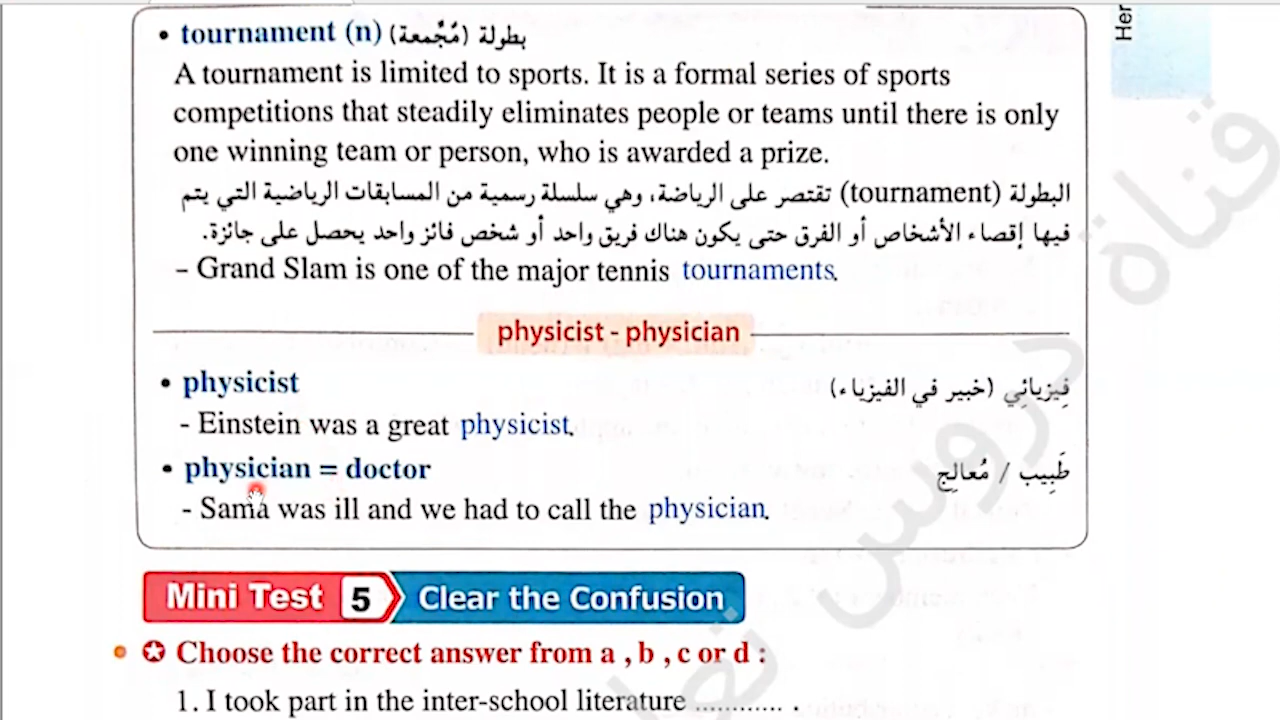 • tournament (n) بطولة (مُجمعة)
A tournament is limited to sports. It is a formal series of sports
competitions that steadily eliminates people or teams until there is only
one winning team or person, who is awarded a prize.
البطولة (tournament) تقتصر على الرياضة، وهي سلسلة رسمية من المسابقات الرياضية التي يتم
فيها إقصاء الأشخاص أو الفرق حتى يكون هناك فريق واحد أو شخص فائز واحد يحصل على جائزة.
– Grand Slam is one of the major tennis tournaments.
physicist - physician
• physicist فِيزيائِي (خبير في الفيزياء)
- Einstein was a great physicist.
• physician = doctor طَبِيب / مُعالِج
- Sama was ill and we had to call the physician.
Mini Test 5 Clear the Confusion
Choose the correct answer from a , b , c or d :
1. I took part in the inter-school literature ............ .
Her
قناة دروس